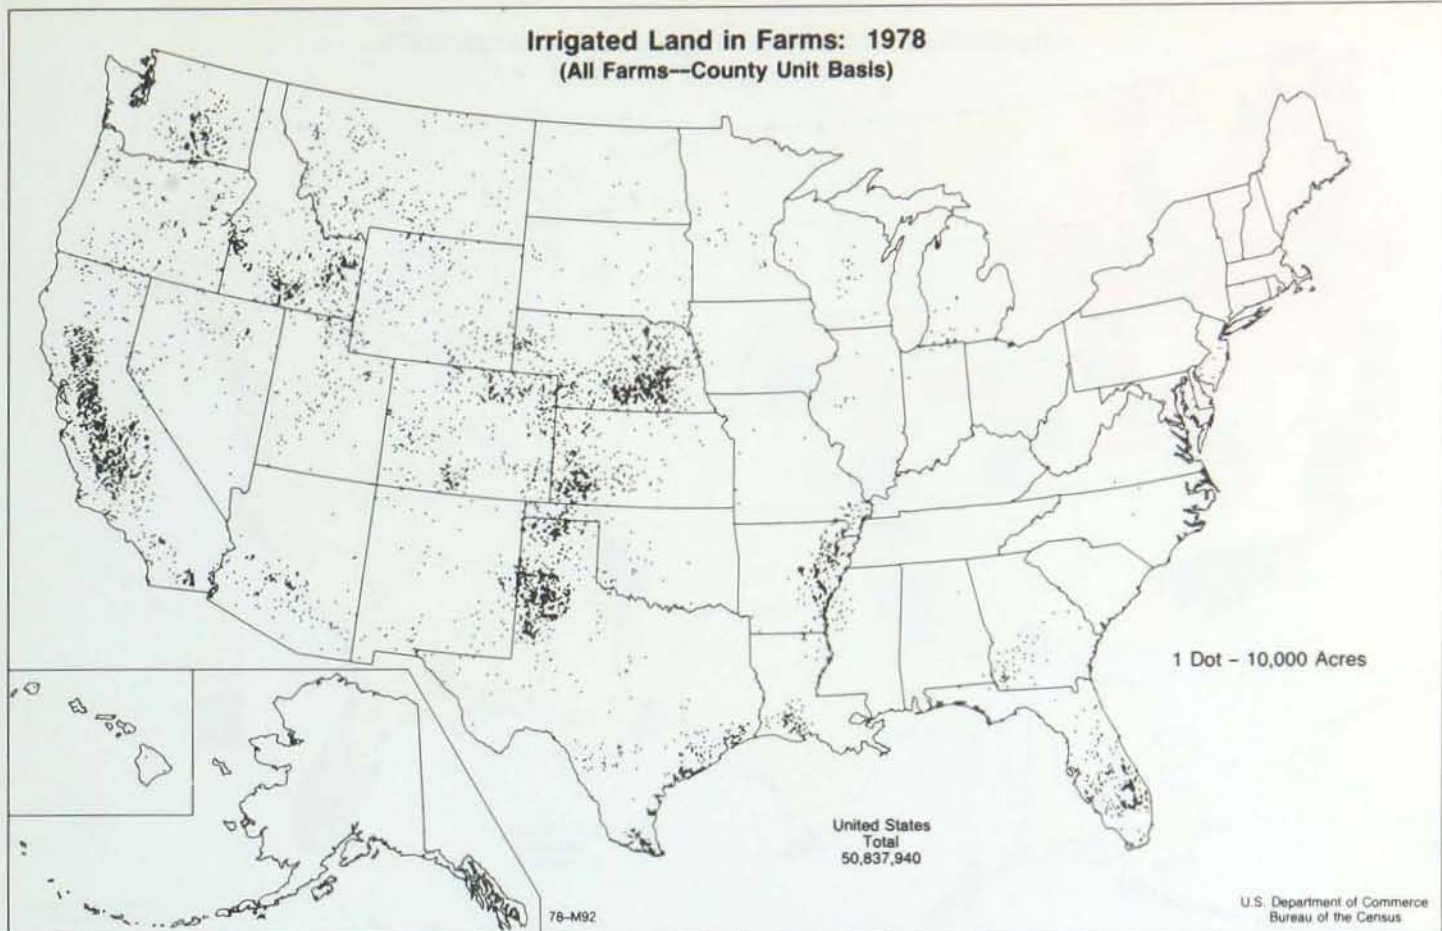 Irrigated Land in Farms: 1978
(All Farms--County Unit Basis)
1 Dot – 10,000 Acres
United States
Total
50,837,940
78–M92
U.S. Department of Commerce
Bureau of the Census